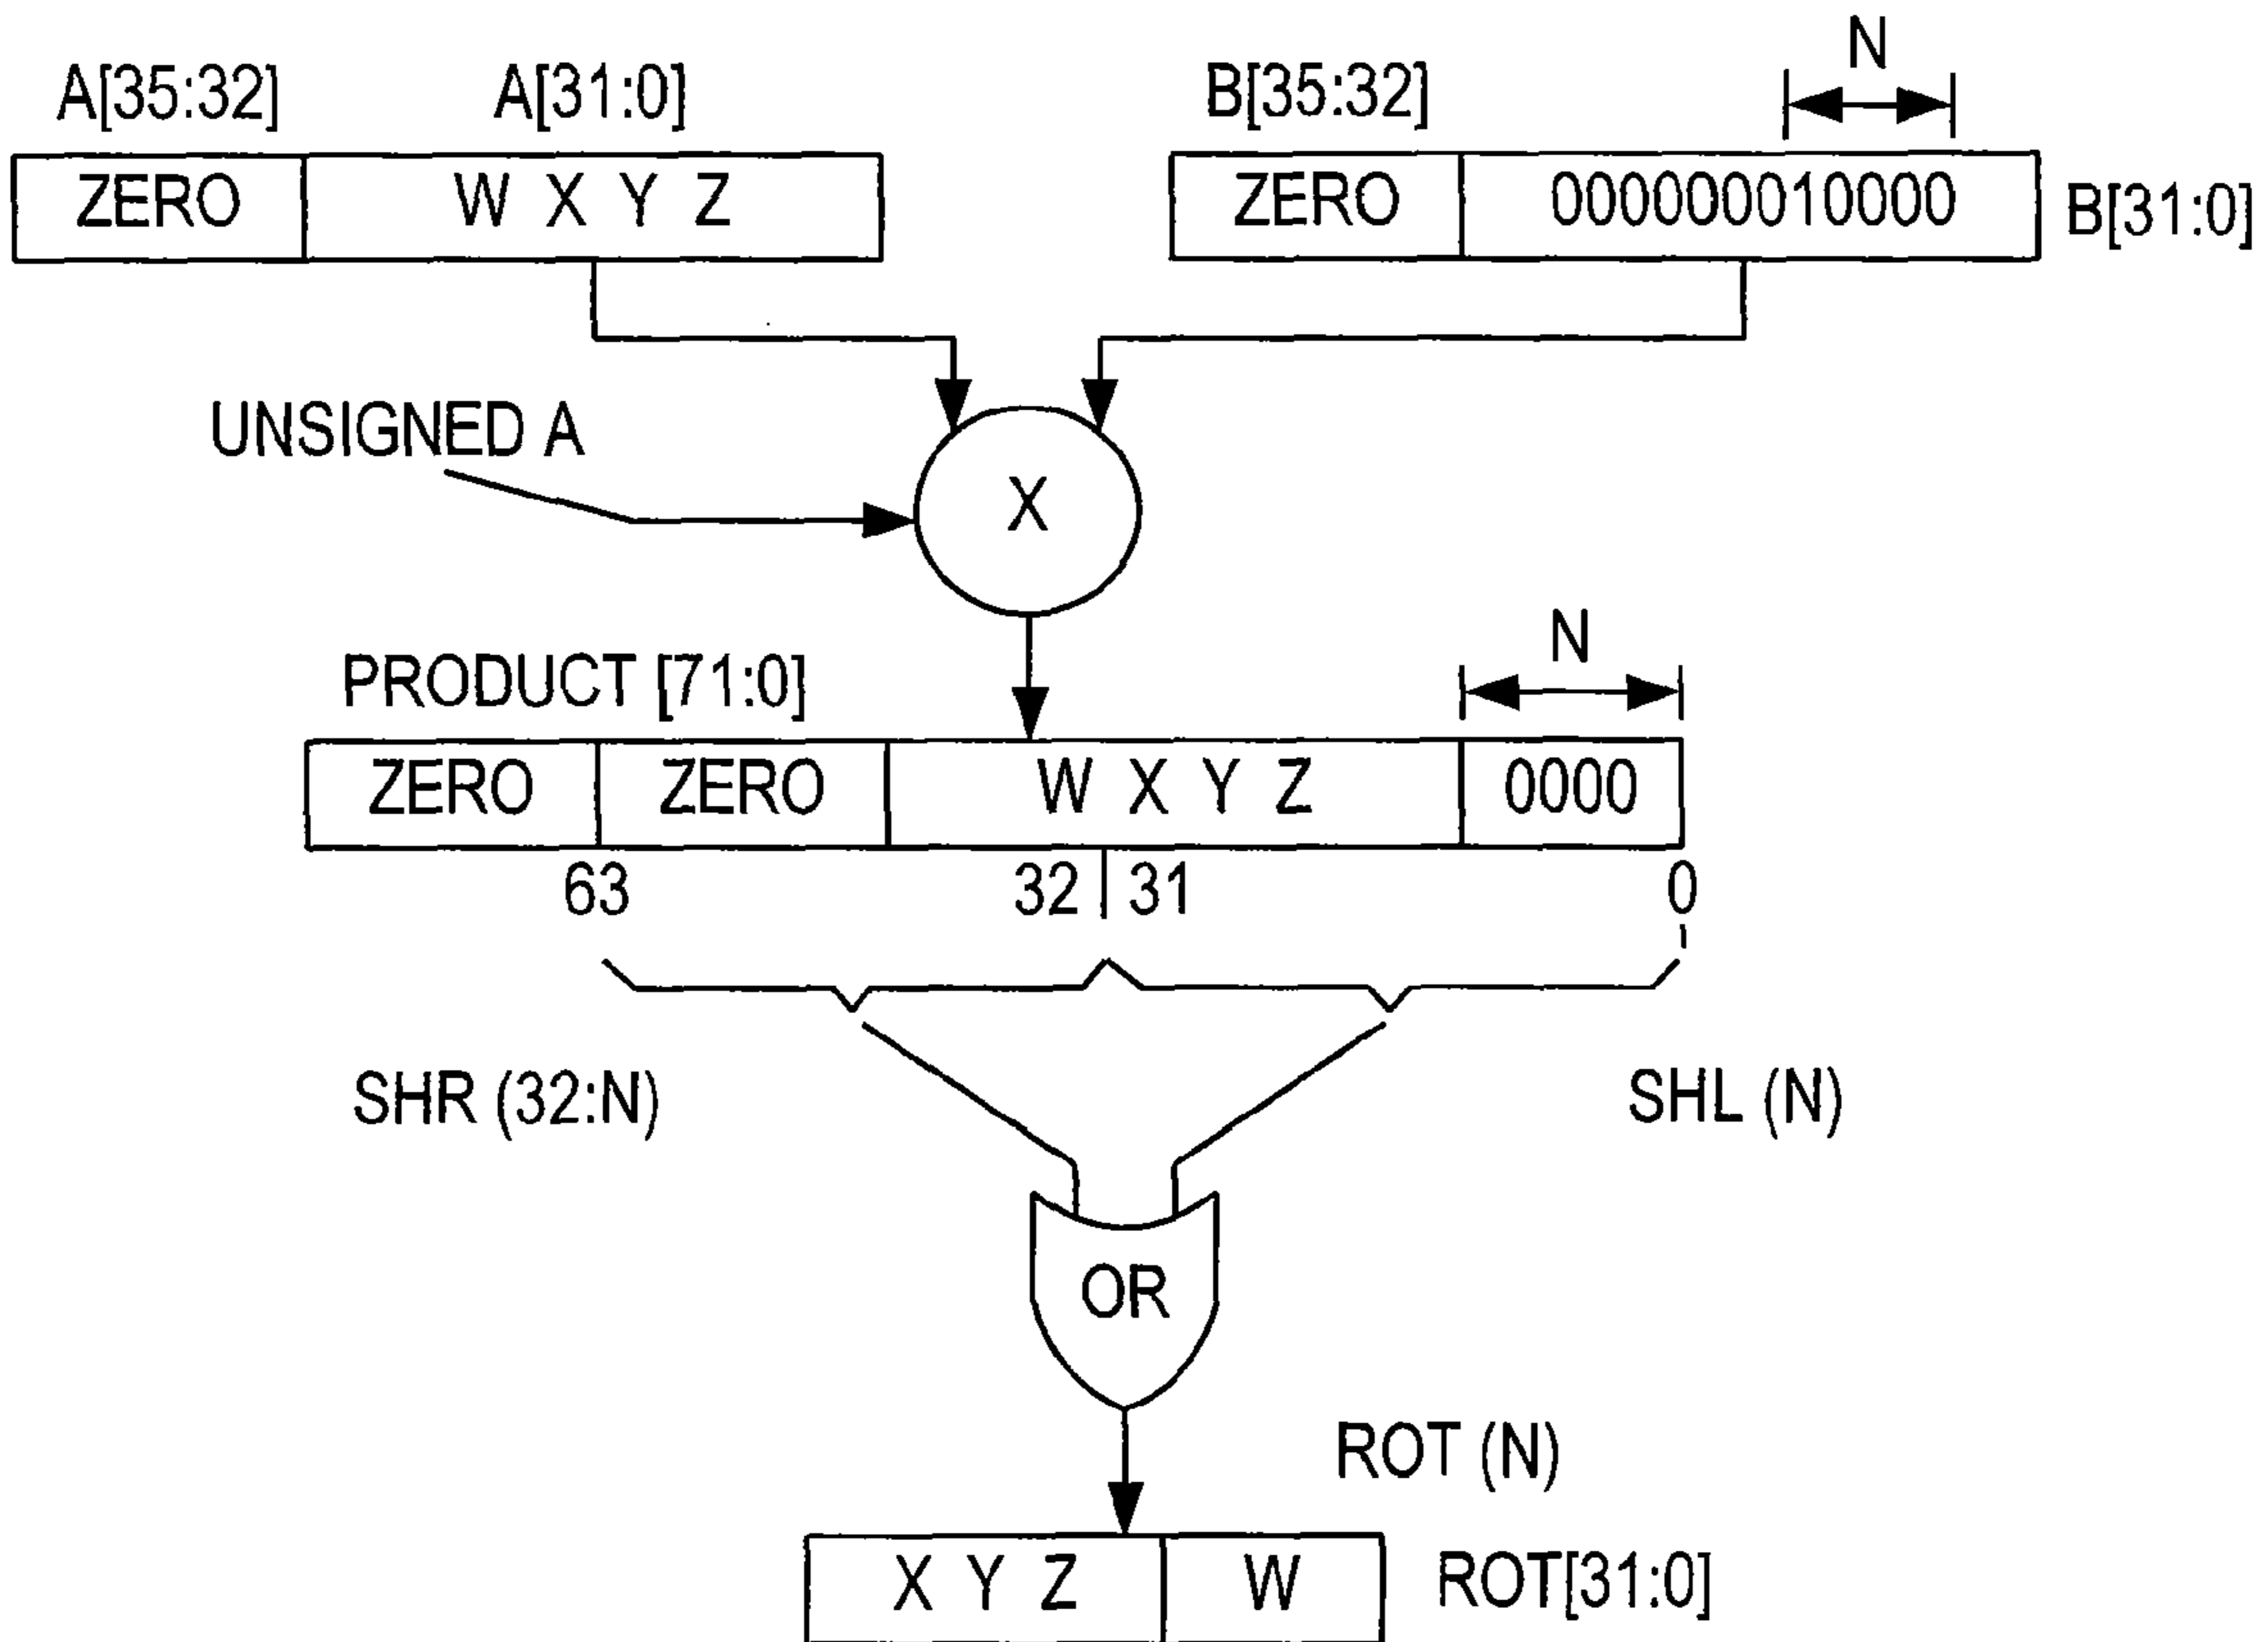 N
A[35:32] A[31:0] B[35:32]
ZERO W X Y Z ZERO 000000010000 B[31:0]
UNSIGNED A
X
N
PRODUCT [71:0]
ZERO ZERO W X Y Z 0000
63 32 31 0
SHR (32:N) SHL (N)
OR
ROT (N)
X Y Z W ROT[31:0]